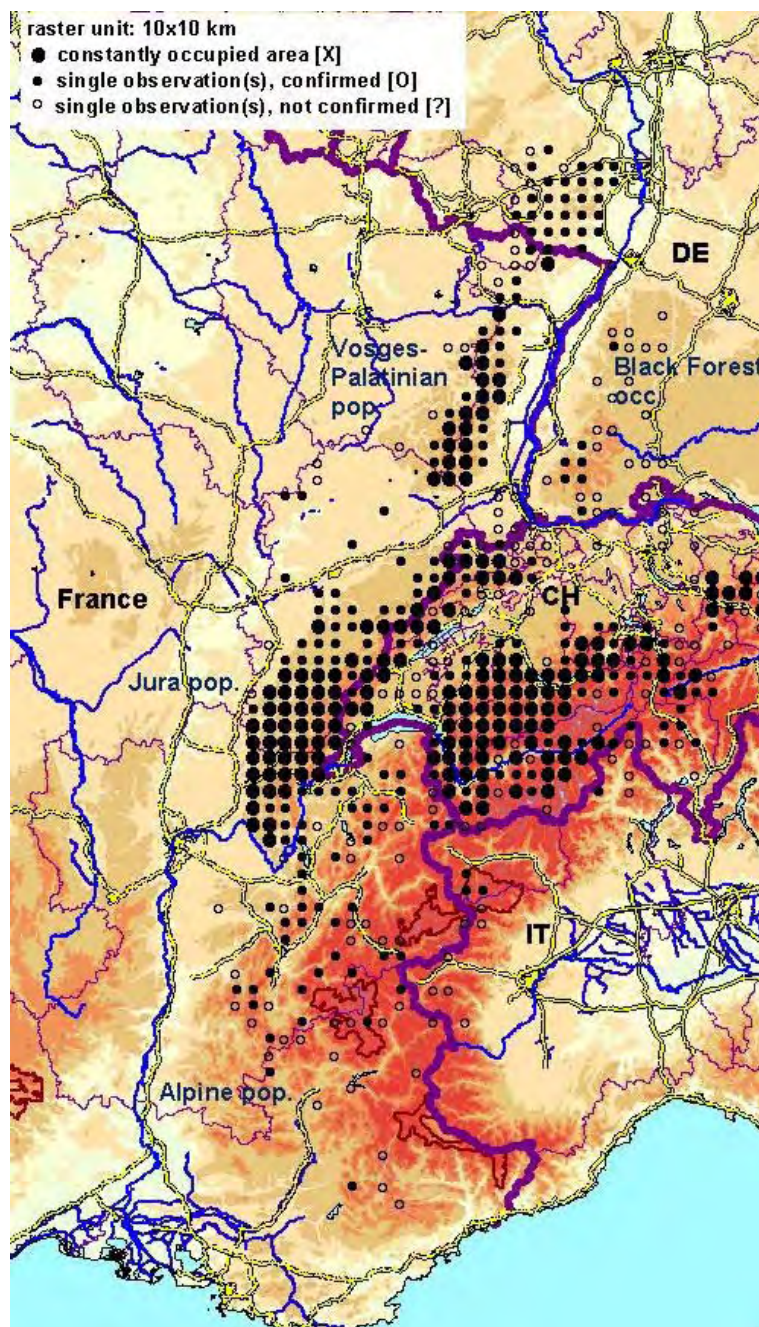 raster unit: 10x10 km
constantly occupied area [X]
single observation(s), confirmed [O]
single observation(s), not confirmed [?]
DE
Vosges-
Palatinian
pop.
Black Forest
occ.
France
CH
Jura pop.
IT
Alpine pop.